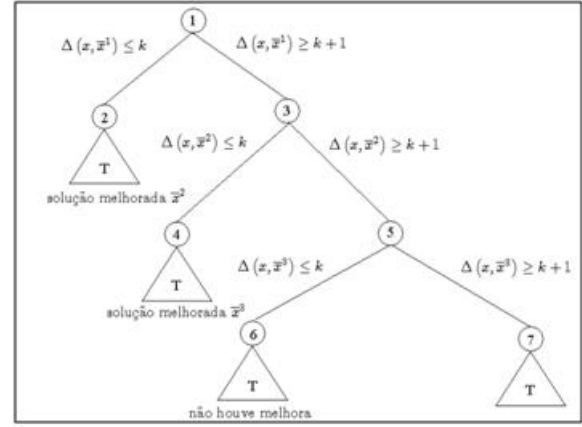 1
Δ (x, x̅¹) ≤ k
Δ (x, x̅¹) ≥ k + 1
2
3
T
Δ (x, x̅²) ≤ k
Δ (x, x̅²) ≥ k + 1
solução melhorada x̅²
4
5
T
Δ (x, x̅³) ≤ k
Δ (x, x̅³) ≥ k + 1
solução melhorada x̅³
6
7
T
T
não houve melhora